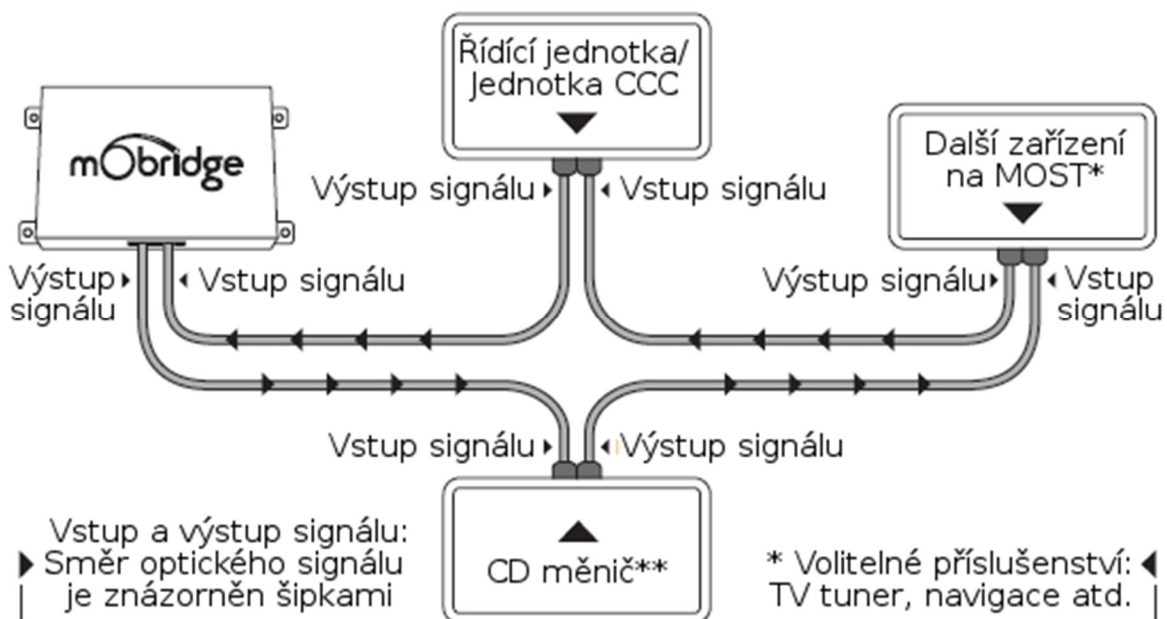 Řídící jednotka/
Jednotka CCC
mObridge
Další zařízení
na MOST*
Výstup signálu
Vstup signálu
Výstup
signálu
Vstup signálu
Výstup signálu
Vstup
signálu
Vstup signálu
Výstup signálu
Vstup a výstup signálu:
Směr optického signálu
je znázorněn šipkami
CD měnič**
* Volitelné příslušenství:
TV tuner, navigace atd.